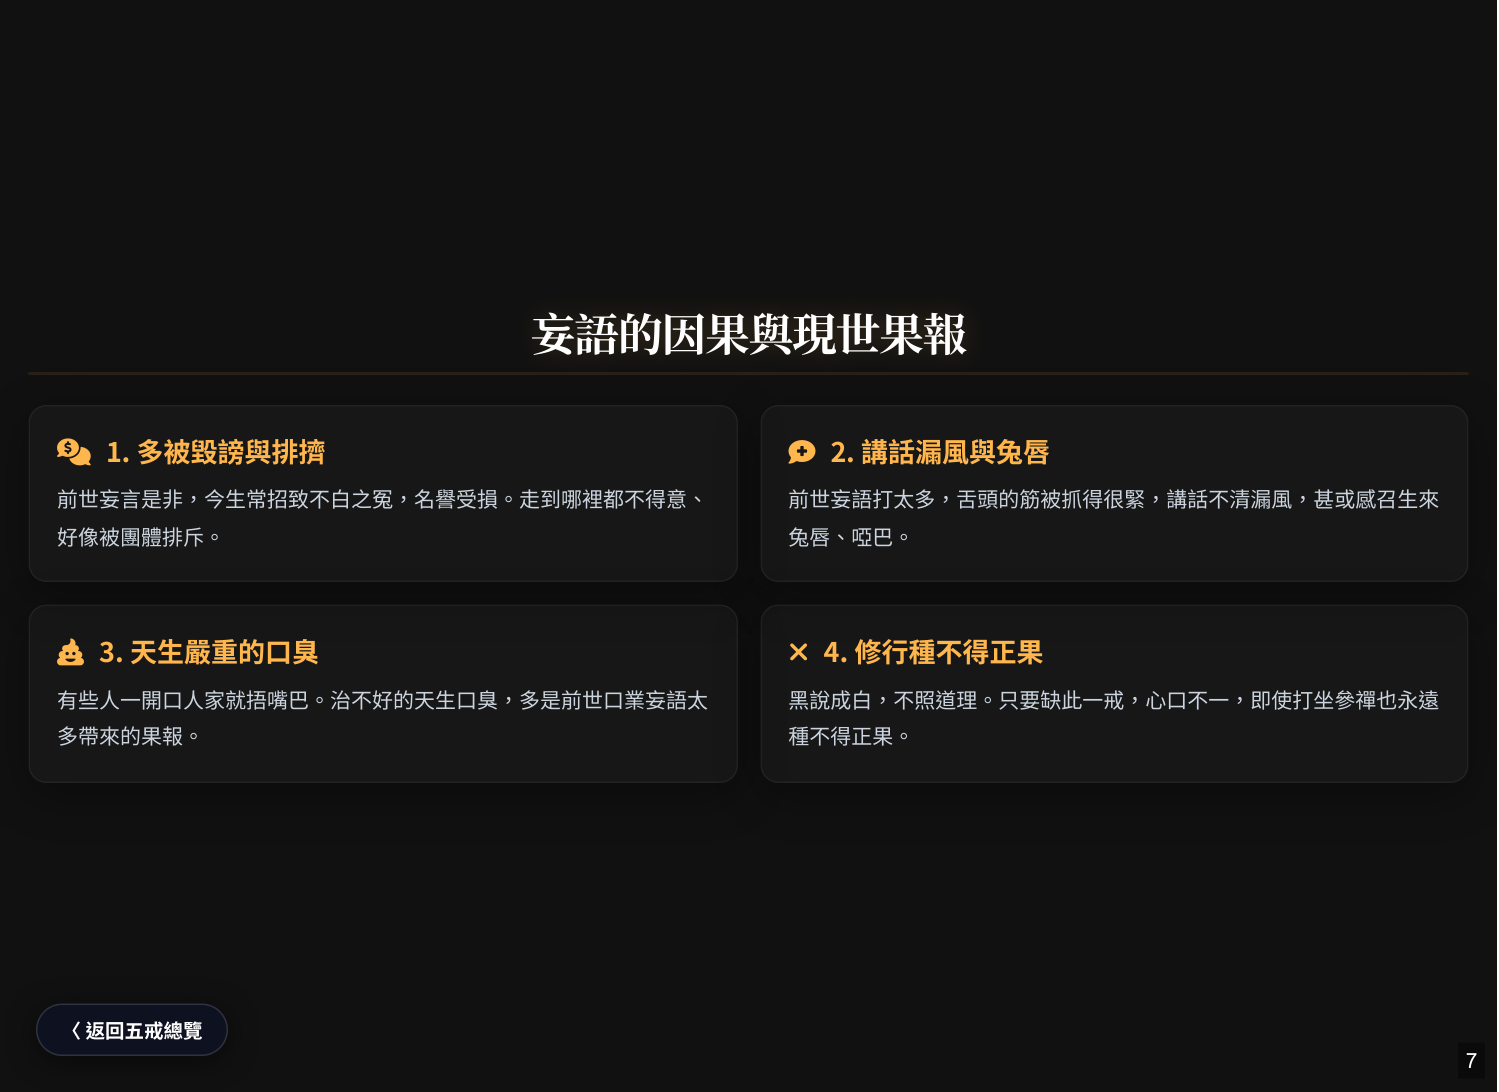 妄語的因果與現世果報
1. 多被毀謗與排擠
前世妄言是非，今生常招致不白之冤，名譽受損。走到哪裡都不得意、
好像被團體排斥。
2. 講話漏風與兔唇
前世妄語打太多，舌頭的筋被抓得很緊，講話不清漏風，甚或感召生來
兔唇、啞巴。
3. 天生嚴重的口臭
有些人一開口人家就捂嘴巴。治不好的天生口臭，多是前世口業妄語太
多帶來的果報。
4. 修行種不得正果
黑說成白，不照道理。只要缺此一戒，心口不一，即使打坐參禪也永遠
種不得正果。
〈 返回五戒總覽
7